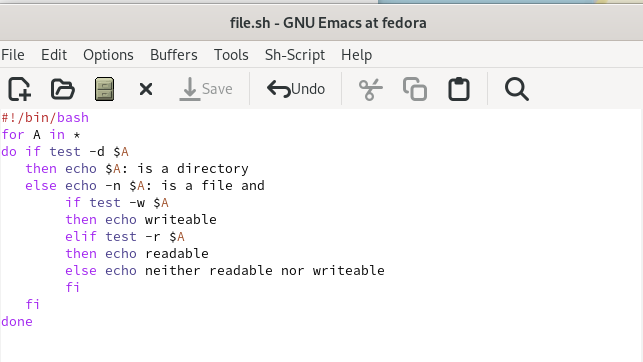 file.sh - GNU Emacs at fedora
File Edit Options Buffers Tools Sh-Script Help
Save Undo
#!/bin/bash
for A in *
do if test -d $A
   then echo $A: is a directory
   else echo -n $A: is a file and
        if test -w $A
        then echo writeable
        elif test -r $A
        then echo readable
        else echo neither readable nor writeable
        fi
   fi
done